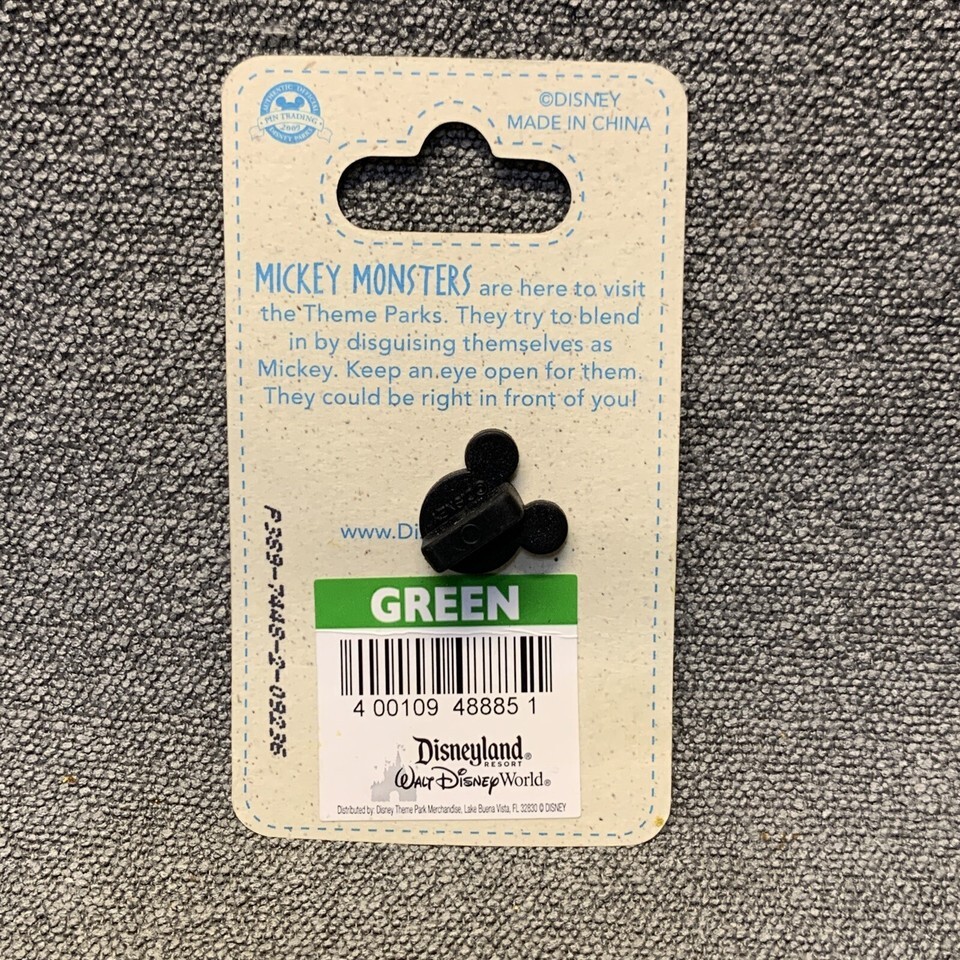 AUTHENTIC OFFICIAL
PIN TRADING
DISNEY PARKS
©DISNEY
MADE IN CHINA
MICKEY MONSTERS are here to visit
the Theme Parks. They try to blend
in by disguising themselves as
Mickey. Keep an eye open for them.
They could be right in front of you!
www.Di
GREEN
4 00109 48885 1
Disneyland®
RESORT
WALT DISNEY World®
Distributed by: Disney Theme Park Merchandise, Lake Buena Vista, FL 32830 © DISNEY